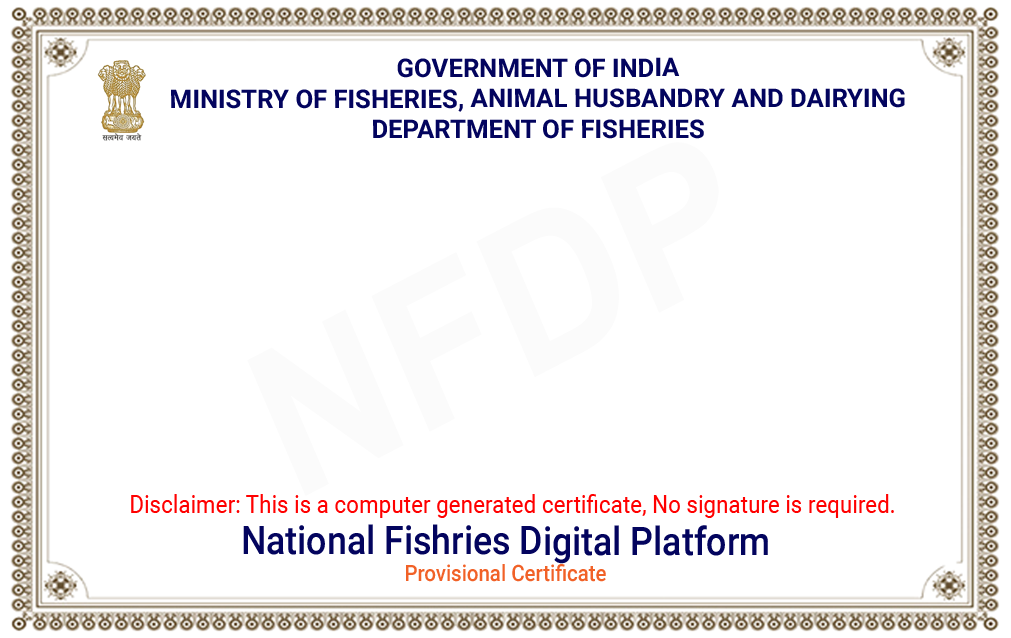 GOVERNMENT OF INDIA
MINISTRY OF FISHERIES, ANIMAL HUSBANDRY AND DAIRYING
DEPARTMENT OF FISHERIES
सत्यमेव जयते
NFDP
Disclaimer: This is a computer generated certificate, No signature is required.
National Fishries Digital Platform
Provisional Certificate